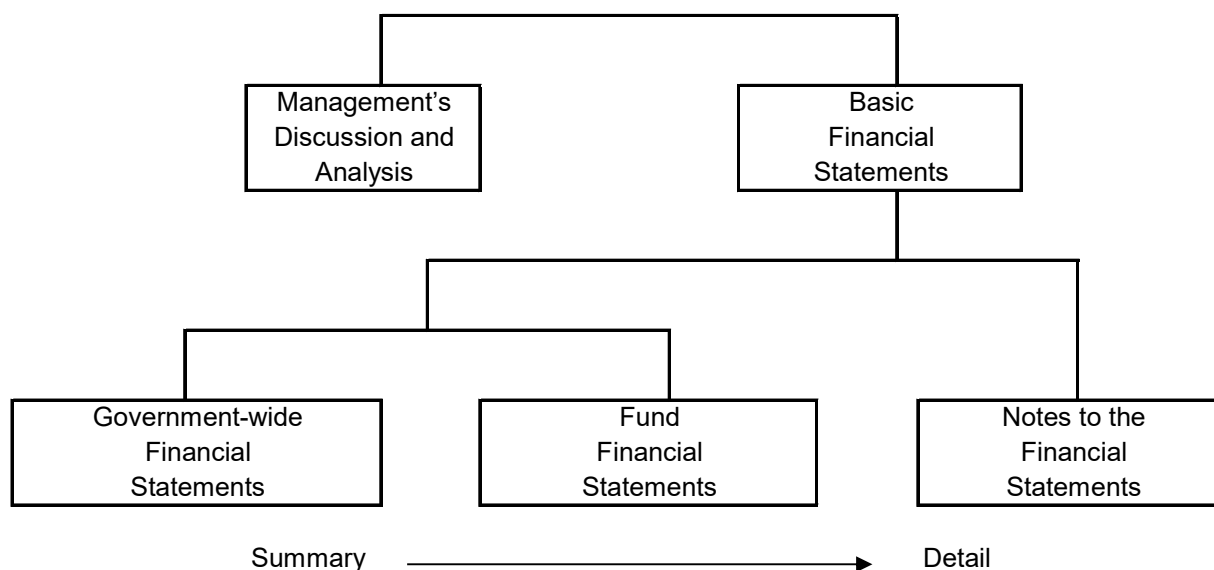 Management’s
Discussion and
Analysis
Basic
Financial
Statements
Government-wide
Financial
Statements
Fund
Financial
Statements
Notes to the
Financial
Statements
Summary
Detail